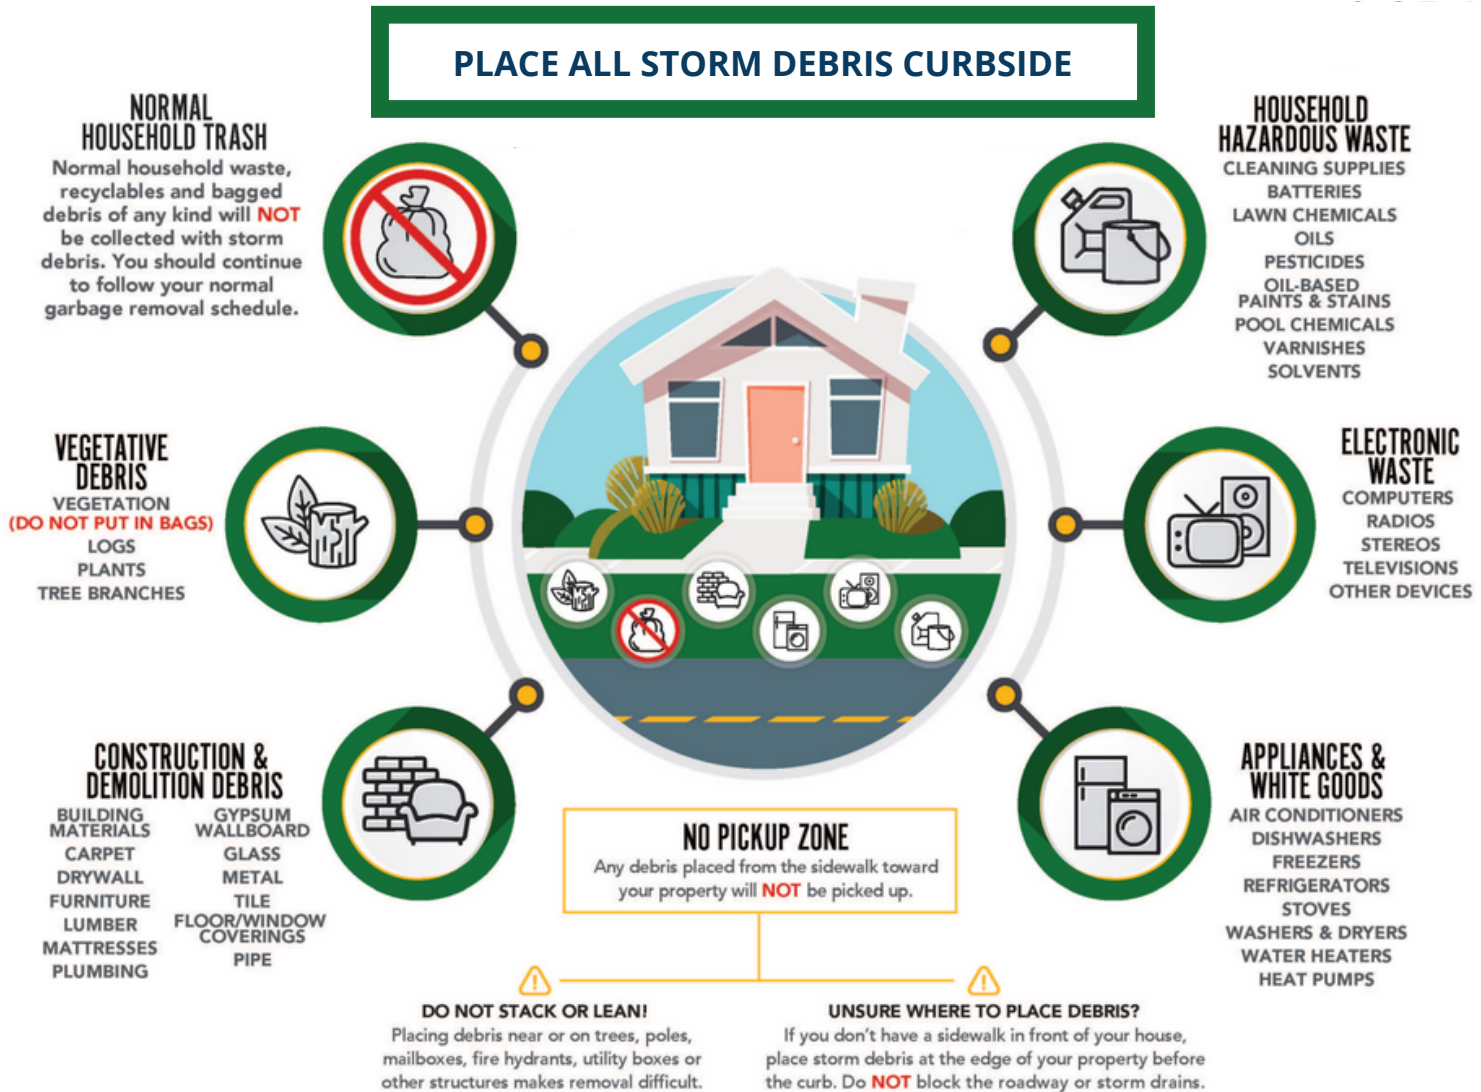 PLACE ALL STORM DEBRIS CURBSIDE
NORMAL
HOUSEHOLD TRASH
Normal household waste,
recyclables and bagged
debris of any kind will NOT
be collected with storm
debris. You should continue
to follow your normal
garbage removal schedule.
VEGETATIVE
DEBRIS
VEGETATION
(DO NOT PUT IN BAGS)
LOGS
PLANTS
TREE BRANCHES
CONSTRUCTION &
DEMOLITION DEBRIS
BUILDING
MATERIALS
CARPET
DRYWALL
FURNITURE
LUMBER
MATTRESSES
PLUMBING
GYPSUM
WALLBOARD
GLASS
METAL
TILE
FLOOR/WINDOW
COVERINGS
PIPE
HOUSEHOLD
HAZARDOUS WASTE
CLEANING SUPPLIES
BATTERIES
LAWN CHEMICALS
OILS
PESTICIDES
OIL-BASED
PAINTS & STAINS
POOL CHEMICALS
VARNISHES
SOLVENTS
ELECTRONIC
WASTE
COMPUTERS
RADIOS
STEREOS
TELEVISIONS
OTHER DEVICES
APPLIANCES &
WHITE GOODS
AIR CONDITIONERS
DISHWASHERS
FREEZERS
REFRIGERATORS
STOVES
WASHERS & DRYERS
WATER HEATERS
HEAT PUMPS
NO PICKUP ZONE
Any debris placed from the sidewalk toward
your property will NOT be picked up.
DO NOT STACK OR LEAN!
Placing debris near or on trees, poles,
mailboxes, fire hydrants, utility boxes or
other structures makes removal difficult.
UNSURE WHERE TO PLACE DEBRIS?
If you don't have a sidewalk in front of your house,
place storm debris at the edge of your property before
the curb. Do NOT block the roadway or storm drains.